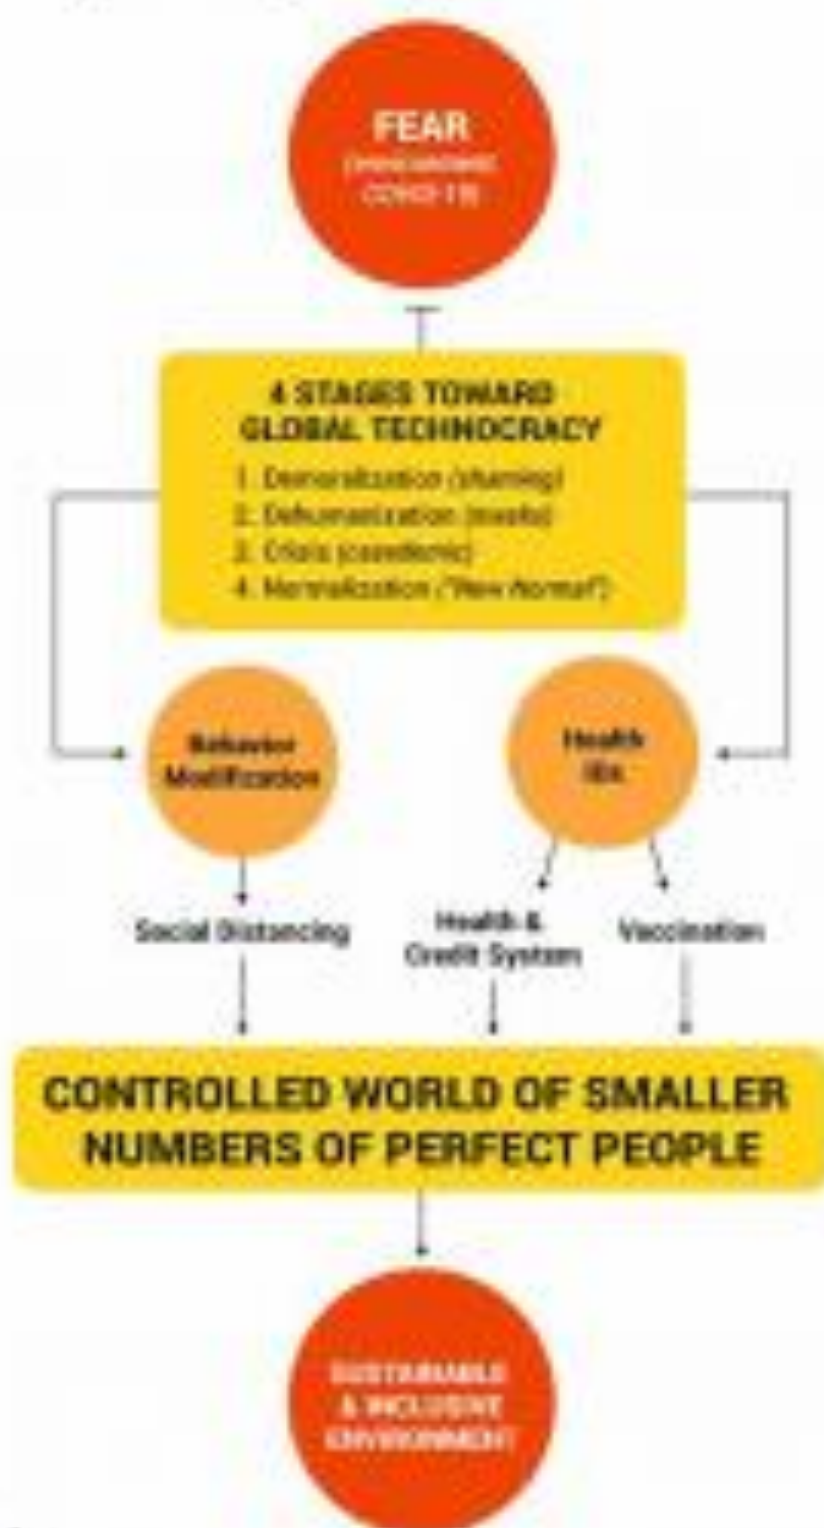 FEAR
COVID-19)
4 STAGES TOWARD
GLOBAL TECHNOCRACY
1. Demoralization (shaming)
2. Dehumanization (masks)
3. Crisis (casedemic)
4. Normalization ("New Normal")
Behavior
Modification
Health
IDs
Social Distancing
Health &
Credit System
Vaccination
CONTROLLED WORLD OF SMALLER
NUMBERS OF PERFECT PEOPLE
SUSTAINABLE
& INCLUSIVE
ENVIRONMENT